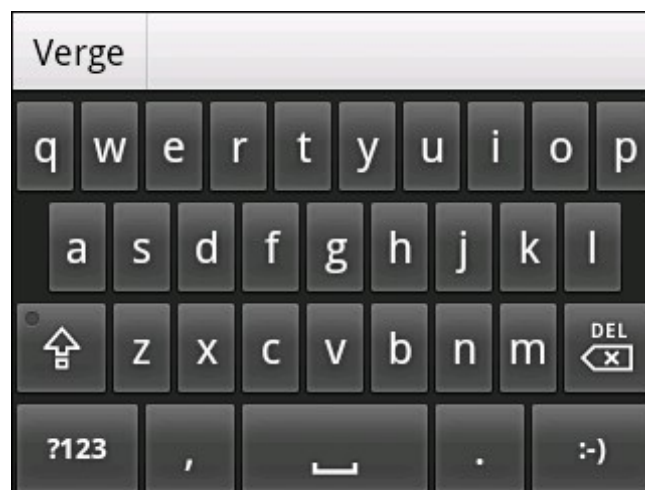 Verge
q w e r t y u i o p
a s d f g h j k l
z x c v b n m DEL
?123 , . :-)